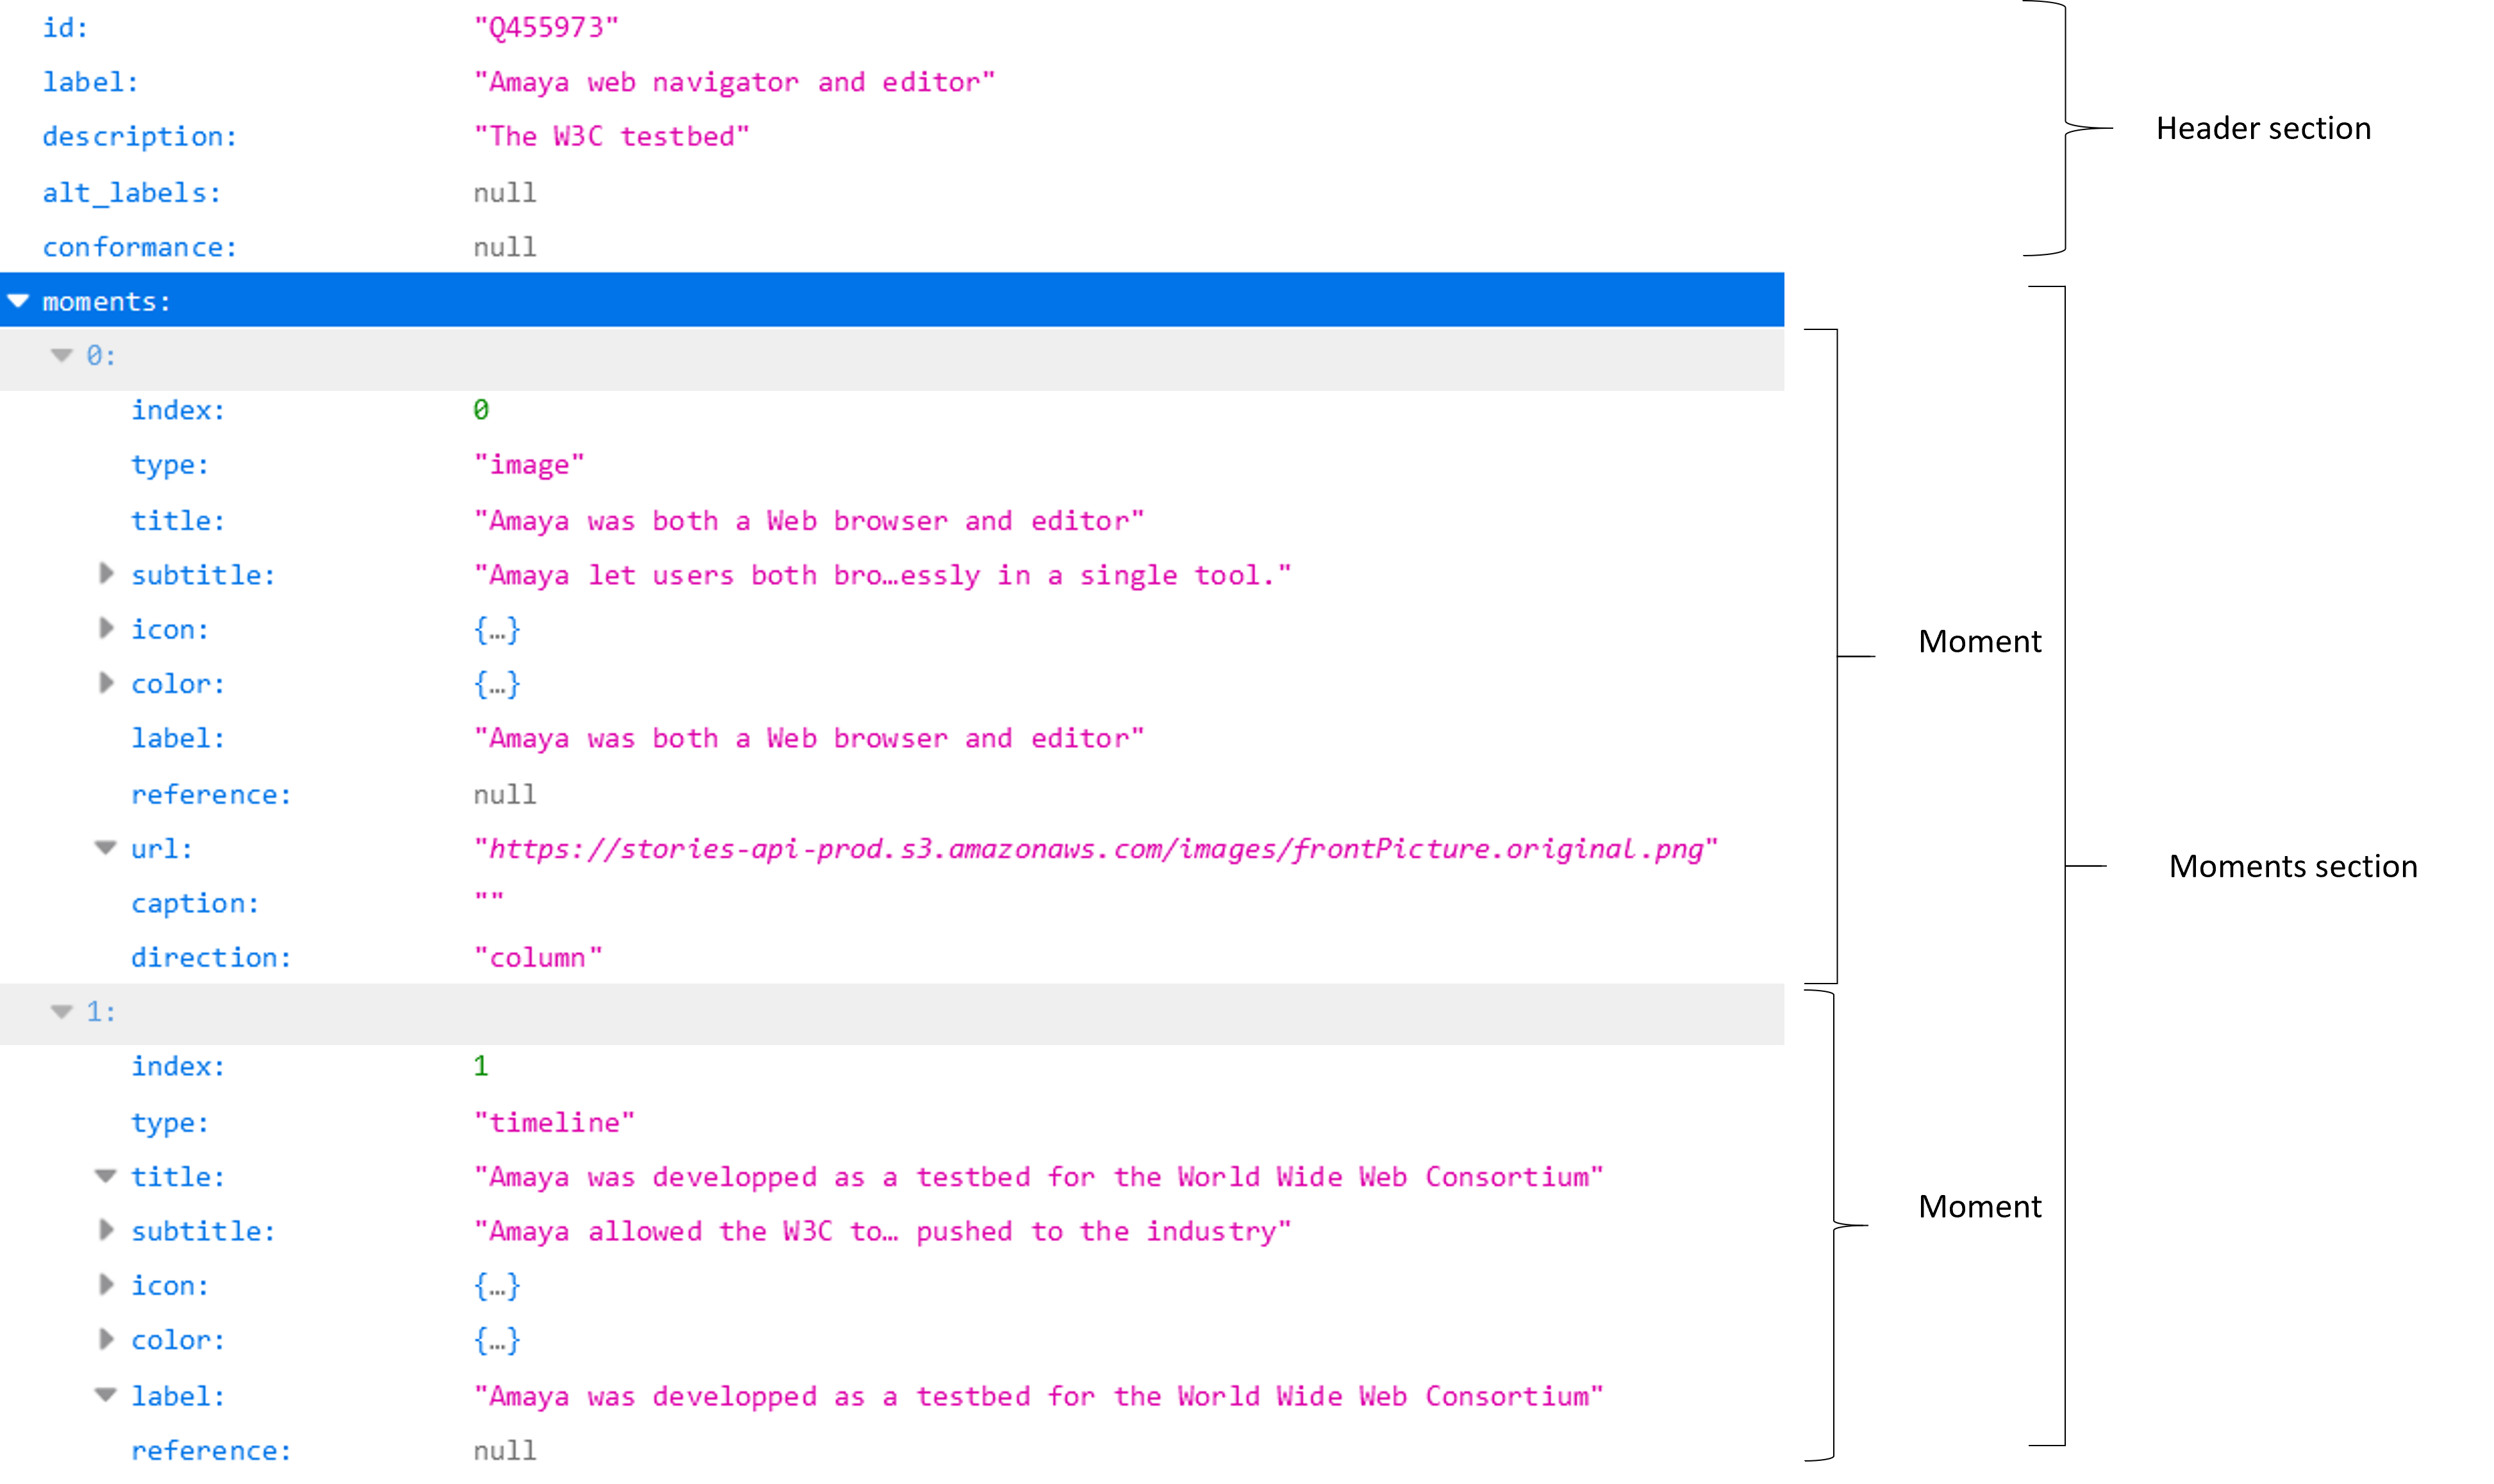 id: "Q455973"
label: "Amaya web navigator and editor"
description: "The W3C testbed"
Header section
alt_labels: null
conformance: null
moments:
0:
index: 0
type: "image"
title: "Amaya was both a Web browser and editor"
subtitle: "Amaya let users both bro…essly in a single tool."
icon: {…}
Moment
color: {…}
label: "Amaya was both a Web browser and editor"
reference: null
url: "https://stories-api-prod.s3.amazonaws.com/images/frontPicture.original.png"
Moments section
caption: ""
direction: "column"
1:
index: 1
type: "timeline"
title: "Amaya was developped as a testbed for the World Wide Web Consortium"
Moment
subtitle: "Amaya allowed the W3C to… pushed to the industry"
icon: {…}
color: {…}
label: "Amaya was developped as a testbed for the World Wide Web Consortium"
reference: null